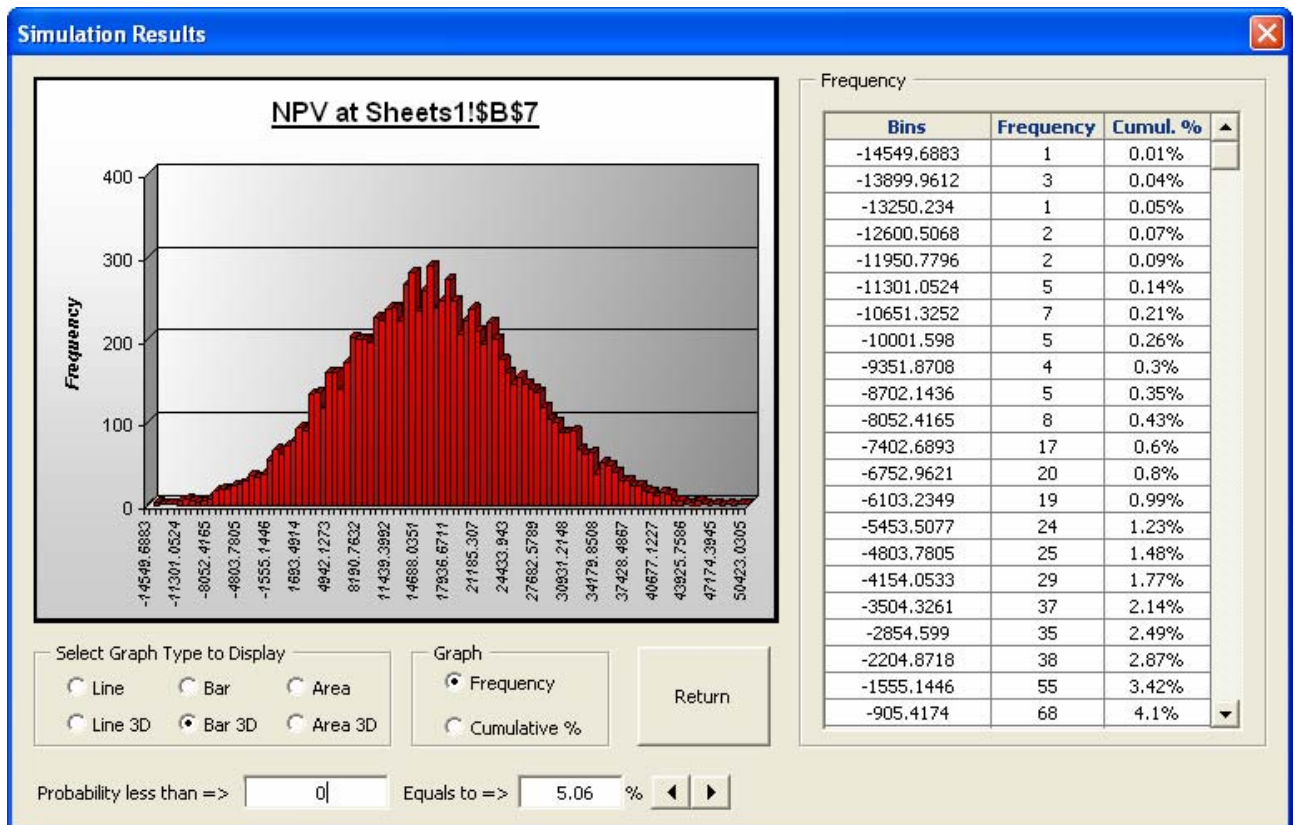 Simulation Results
NPV at Sheets1!$B$7
Frequency
400
300
200
100
0
-14549.6883
-11301.0524
-8052.4165
-4803.7805
-1555.1446
1693.4914
4942.1273
8190.7632
11439.3992
14688.0351
17936.6711
21185.307
24433.943
27682.5789
30931.2148
34179.8508
37428.4867
40677.1227
43925.7586
47174.3945
50423.0305
Frequency
Bins Frequency Cumul. %
-14549.6883 1 0.01%
-13899.9612 3 0.04%
-13250.234 1 0.05%
-12600.5068 2 0.07%
-11950.7796 2 0.09%
-11301.0524 5 0.14%
-10651.3252 7 0.21%
-10001.598 5 0.26%
-9351.8708 4 0.3%
-8702.1436 5 0.35%
-8052.4165 8 0.43%
-7402.6893 17 0.6%
-6752.9621 20 0.8%
-6103.2349 19 0.99%
-5453.5077 24 1.23%
-4803.7805 25 1.48%
-4154.0533 29 1.77%
-3504.3261 37 2.14%
-2854.599 35 2.49%
-2204.8718 38 2.87%
-1555.1446 55 3.42%
-905.4174 68 4.1%
Select Graph Type to Display
Line Bar Area
Line 3D Bar 3D Area 3D
Graph
Frequency
Cumulative %
Return
Probability less than => 0 Equals to => 5.06 %